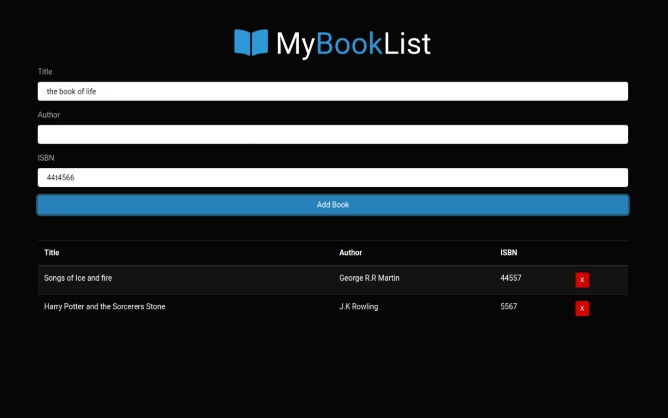 MyBookList
Title
the book of life
Author
ISBN
44t4566
Add Book
Title Author ISBN
Songs of Ice and fire George R.R Martin 44557 X
Harry Potter and the Sorcerers Stone J.K Rowling 5567 X